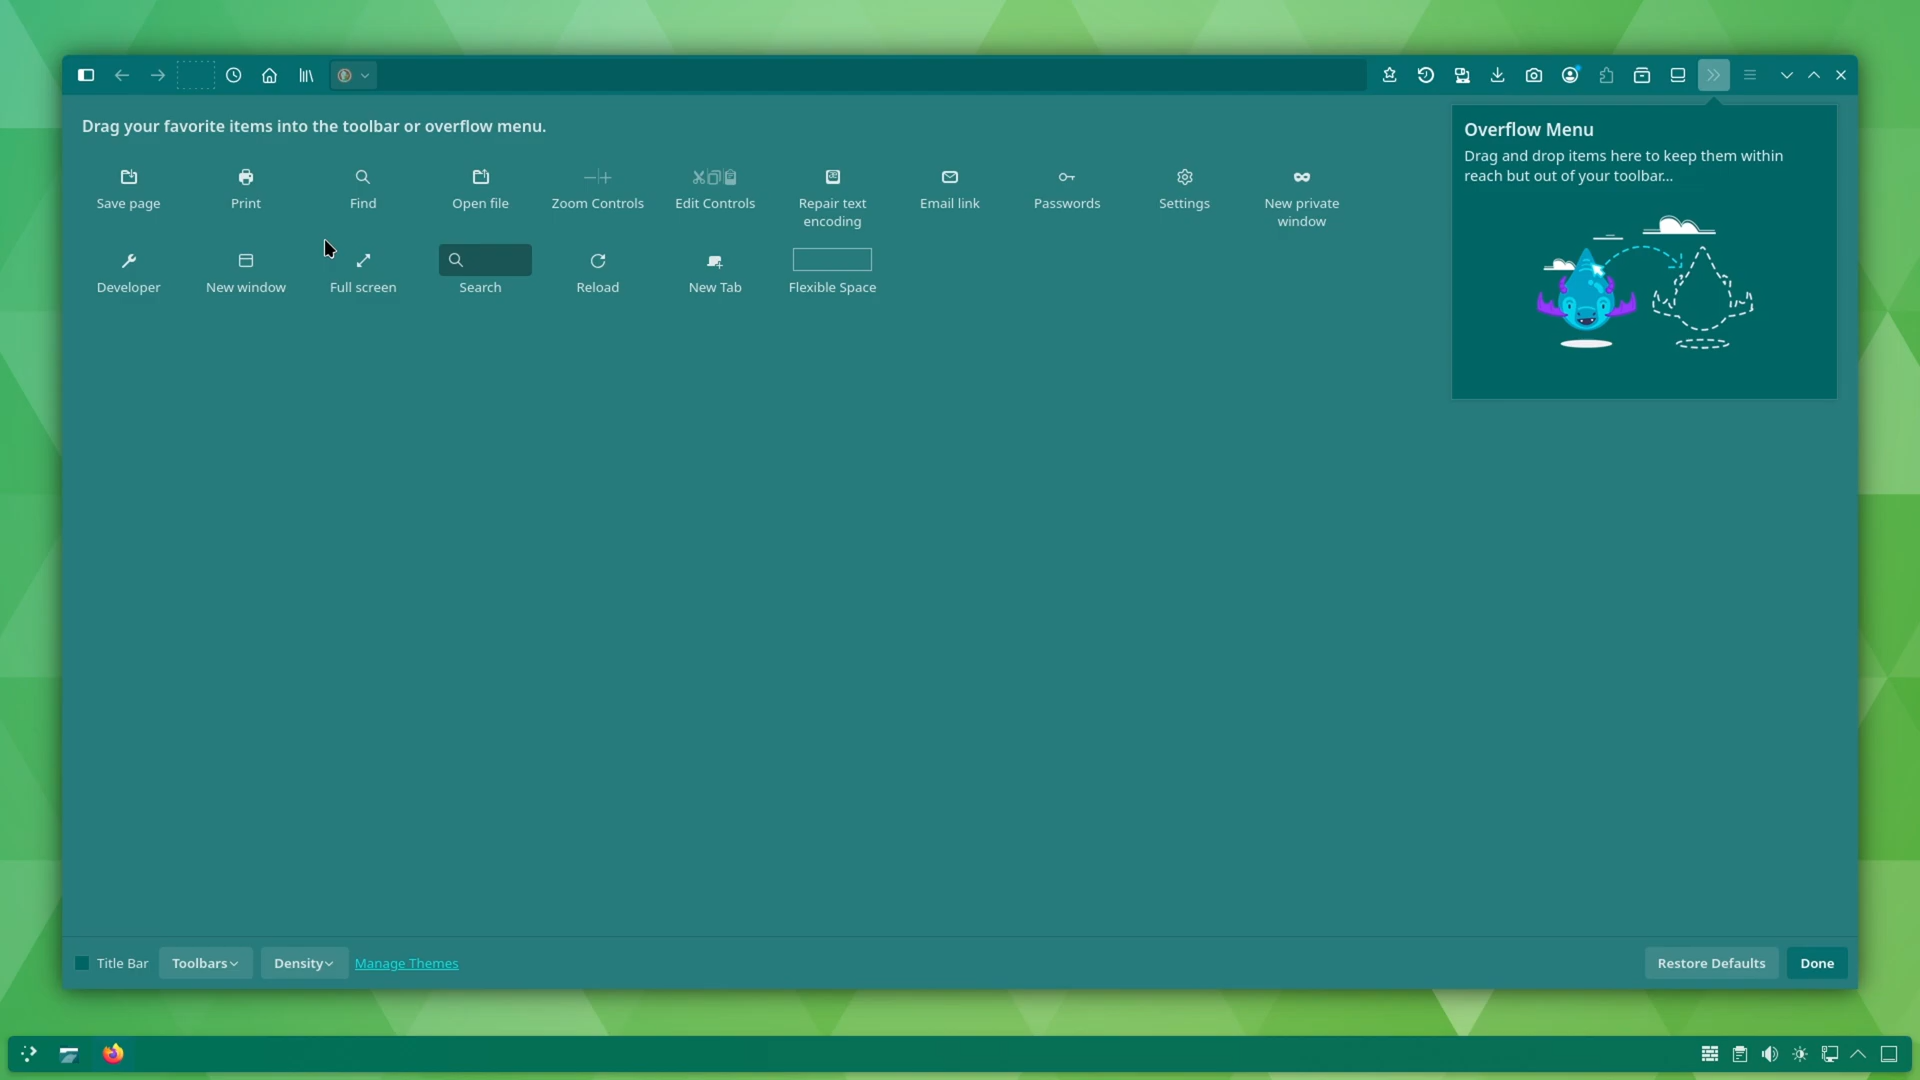 Drag your favorite items into the toolbar or overflow menu.
Save page
Print
Find
Open file
Zoom Controls
Edit Controls
Repair text
encoding
Email link
Passwords
Settings
New private
window
Developer
New window
Full screen
Search
Reload
New Tab
Flexible Space
Overflow Menu
Drag and drop items here to keep them within
reach but out of your toolbar...
Title Bar
Toolbars
Density
Manage Themes
Restore Defaults
Done